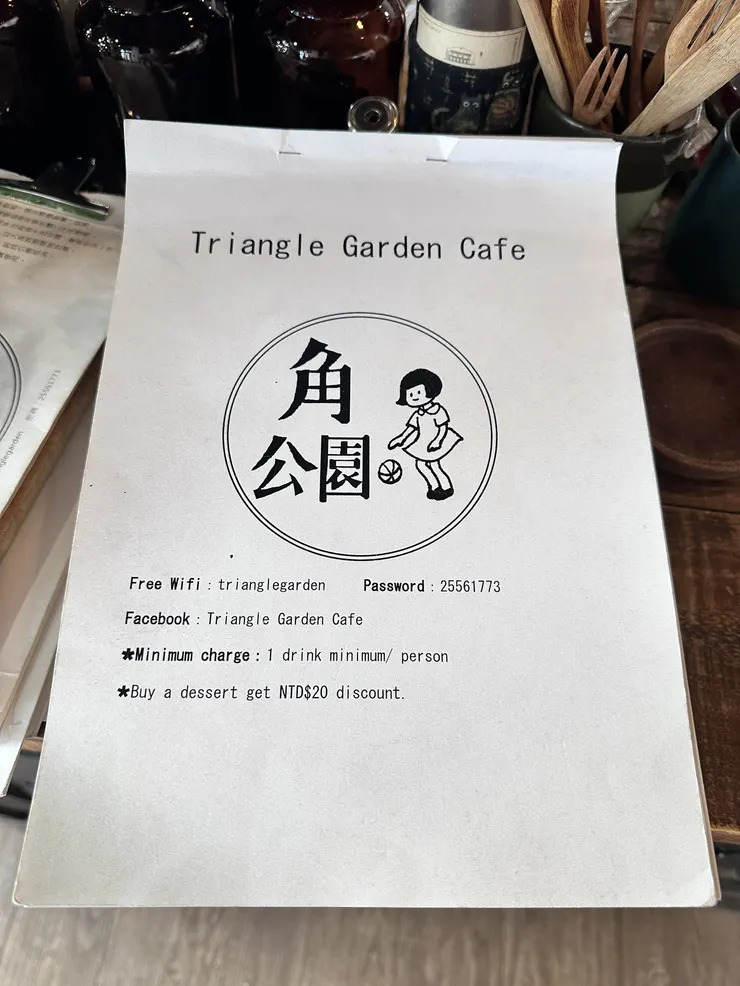 Triangle Garden Cafe
角
公園
Free Wifi : trianglegarden Password : 25561773
Facebook : Triangle Garden Cafe
*Minimum charge : 1 drink minimum/ person
*Buy a dessert get NTD$20 discount.